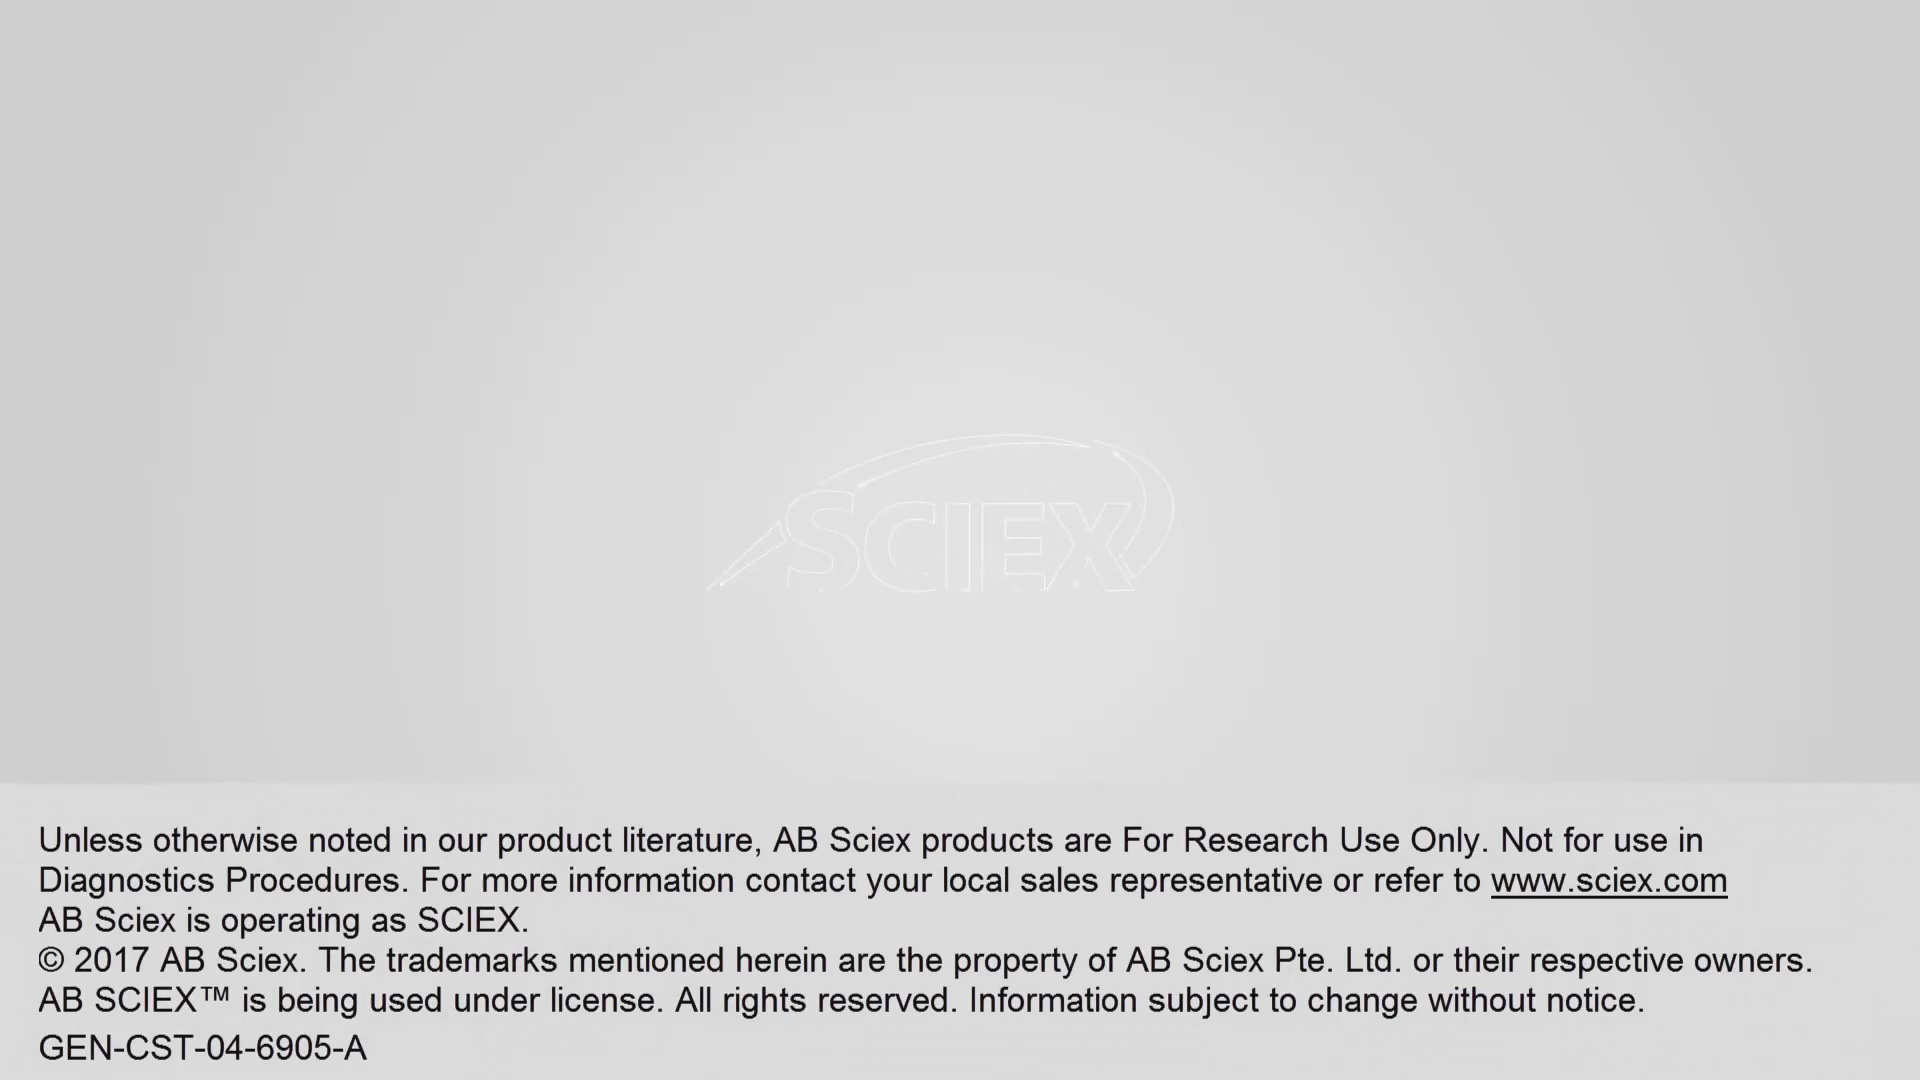 SCIEX
Unless otherwise noted in our product literature, AB Sciex products are For Research Use Only. Not for use in
Diagnostics Procedures. For more information contact your local sales representative or refer to www.sciex.com
AB Sciex is operating as SCIEX.
© 2017 AB Sciex. The trademarks mentioned herein are the property of AB Sciex Pte. Ltd. or their respective owners.
AB SCIEX™ is being used under license. All rights reserved. Information subject to change without notice.
GEN-CST-04-6905-A